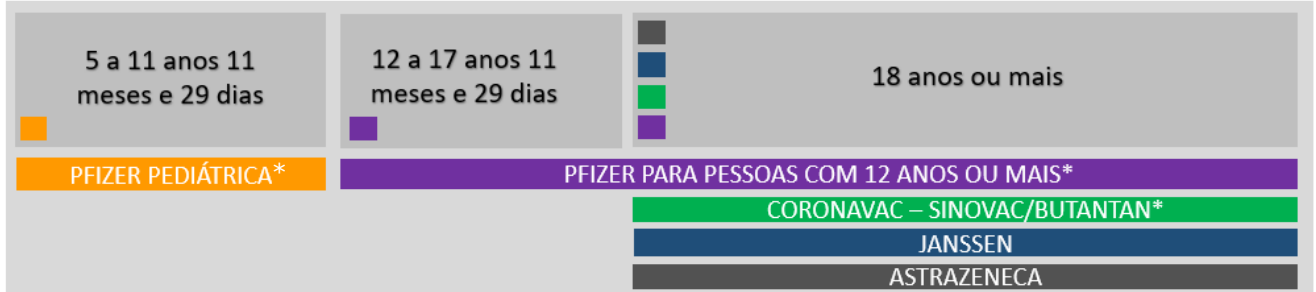 5 a 11 anos 11
meses e 29 dias
12 a 17 anos 11
meses e 29 dias
18 anos ou mais
PFIZER PEDIÁTRICA*
PFIZER PARA PESSOAS COM 12 ANOS OU MAIS*
CORONAVAC – SINOVAC/BUTANTAN*
JANSSEN
ASTRAZENECA